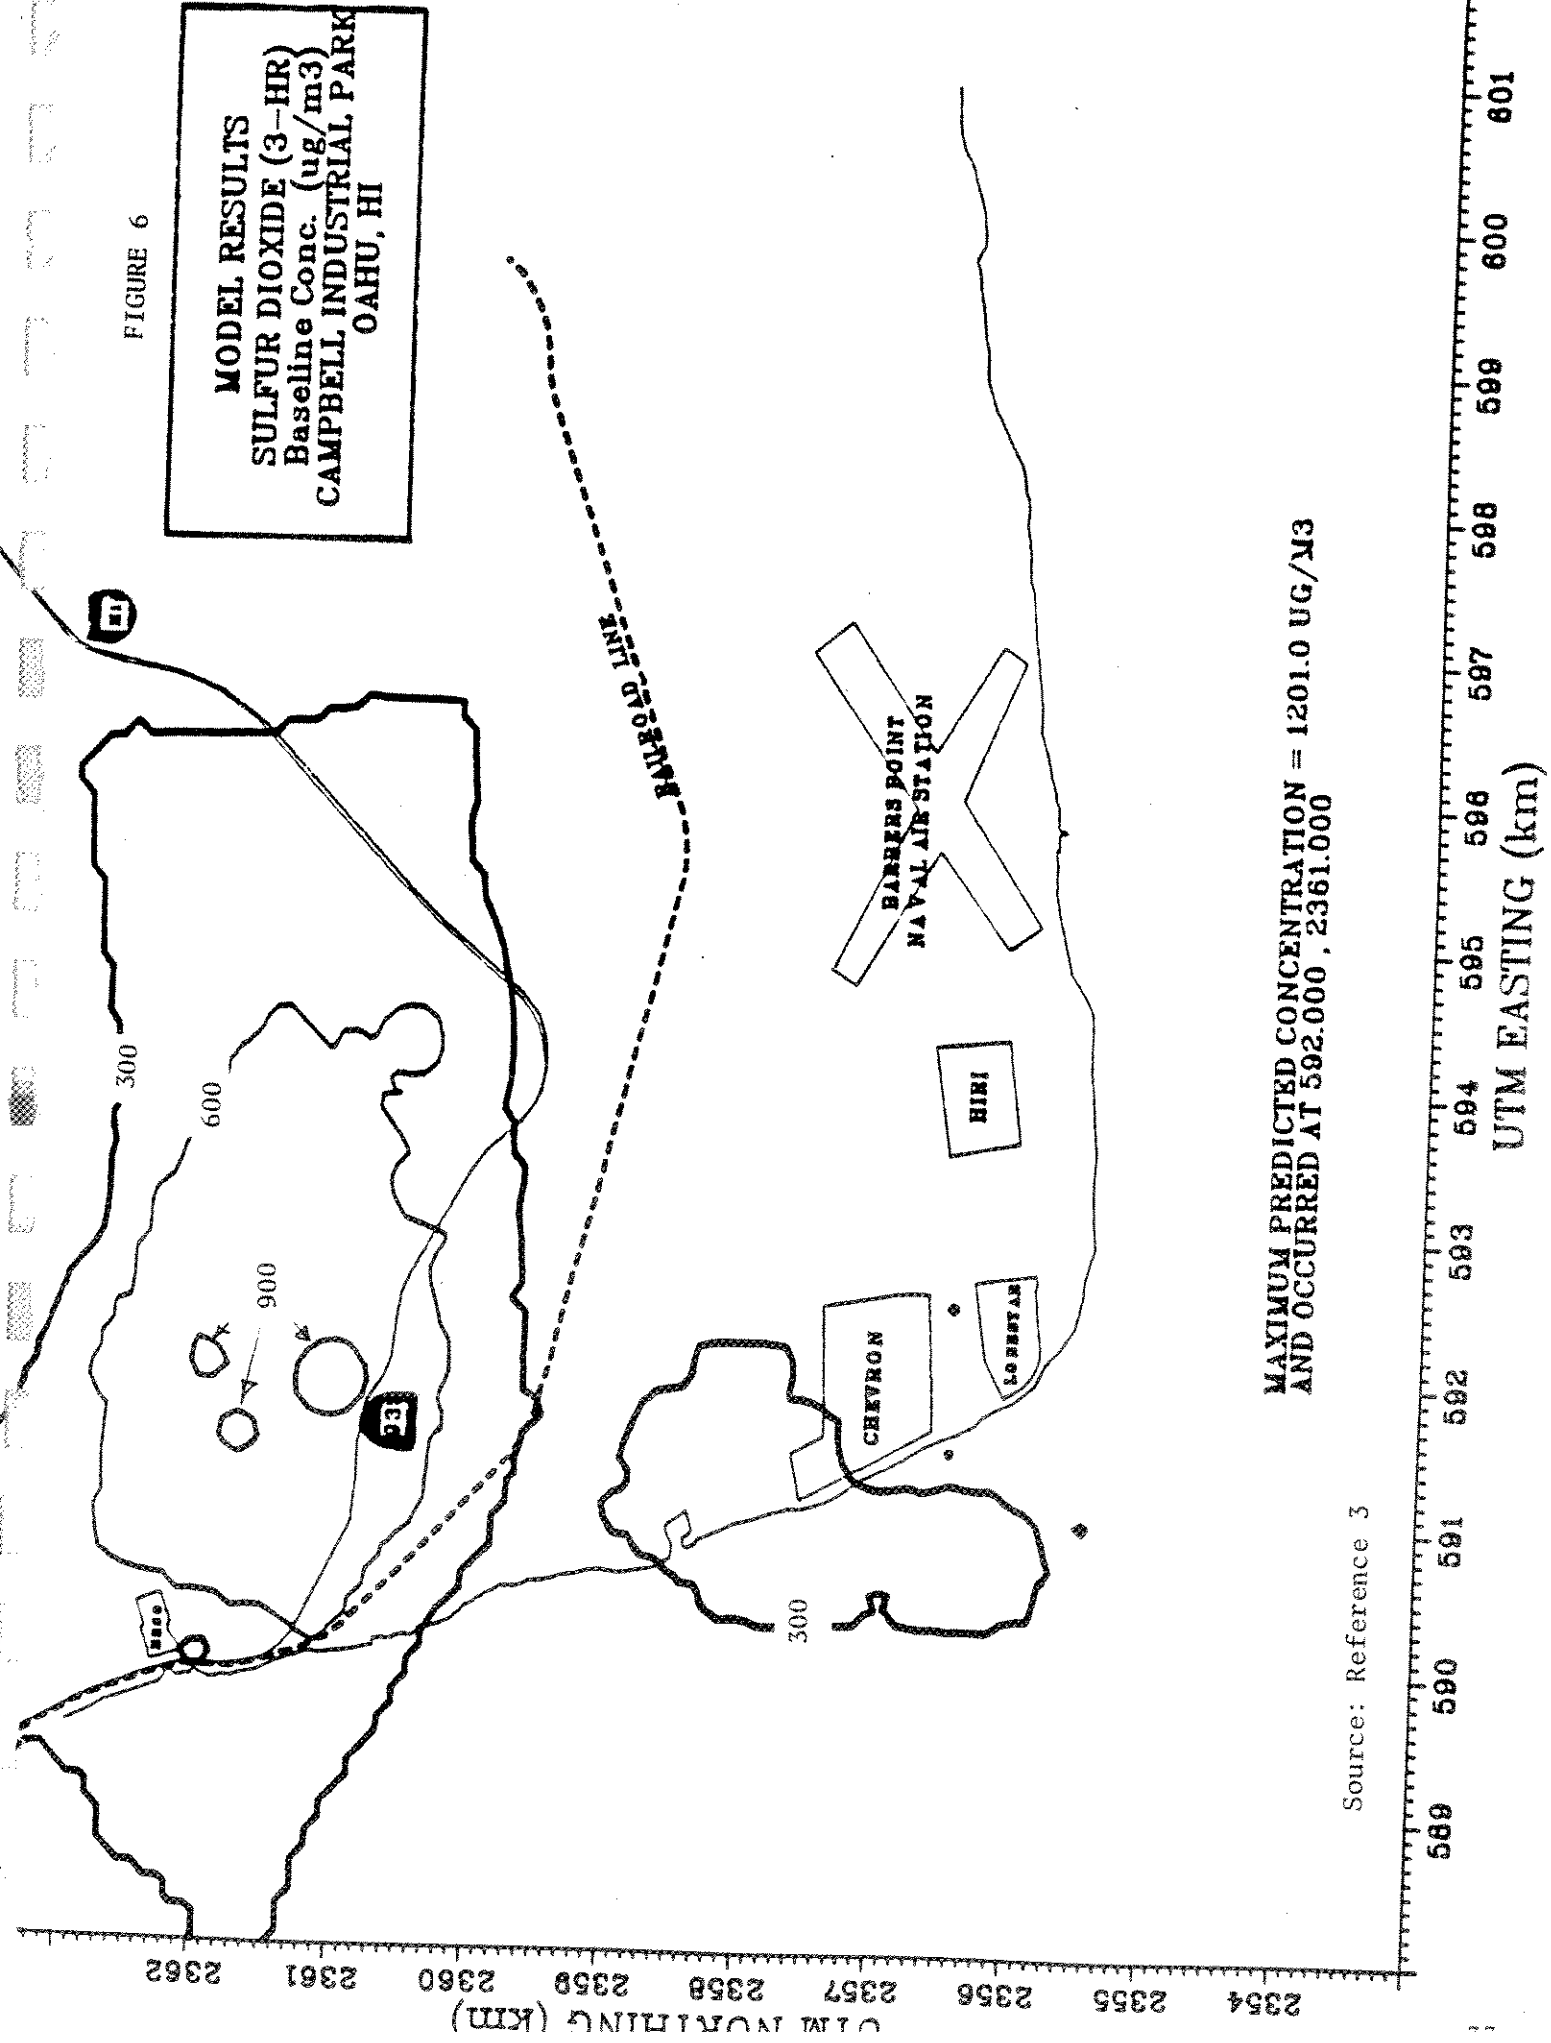 FIGURE 6
MODEL RESULTS
SULFUR DIOXIDE (3-HR)
Baseline Conc. (ug/m3)
CAMPBELL INDUSTRIAL PARK
OAHU, HI
H1
300
600
900
93
RAILROAD LINE
BARBERS POINT
NAVAL AIR STATION
HIRI
CHEVRON
LONESTAR
300
MAXIMUM PREDICTED CONCENTRATION = 1201.0 UG/M3
AND OCCURRED AT 592.000 , 2361.000
Source: Reference 3
UTM NORTHING (km)
2362
2361
2360
2359
2358
2357
2356
2355
2354
589
590
591
592
593
594
595
596
597
598
599
600
601
UTM EASTING (km)